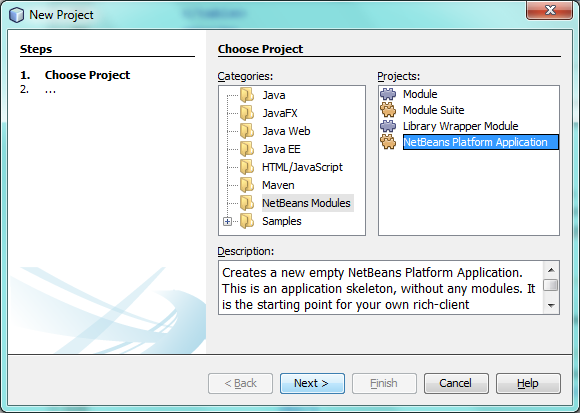 New Project
Steps
1. Choose Project
2. ...
Choose Project
Categories:
Java
JavaFX
Java Web
Java EE
HTML/JavaScript
Maven
NetBeans Modules
Samples
Projects:
Module
Module Suite
Library Wrapper Module
NetBeans Platform Application
Description:
Creates a new empty NetBeans Platform Application.
This is an application skeleton, without any modules. It
is the starting point for your own rich-client
< Back
Next >
Finish
Cancel
Help